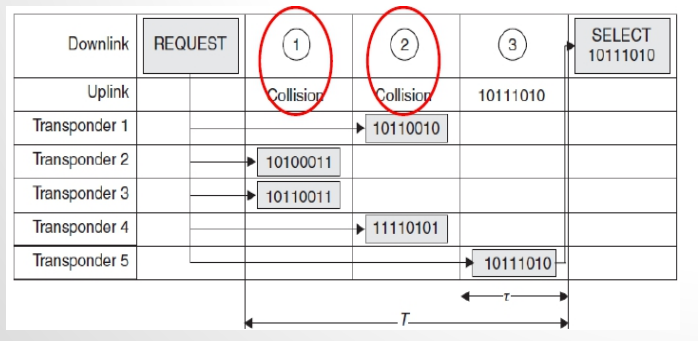 Downlink REQUEST 1 2 3 SELECT
10111010
Uplink Collision Collision 10111010
Transponder 1 10110010
Transponder 2 10100011
Transponder 3 10110011
Transponder 4 11110101
Transponder 5 10111010
τ
T